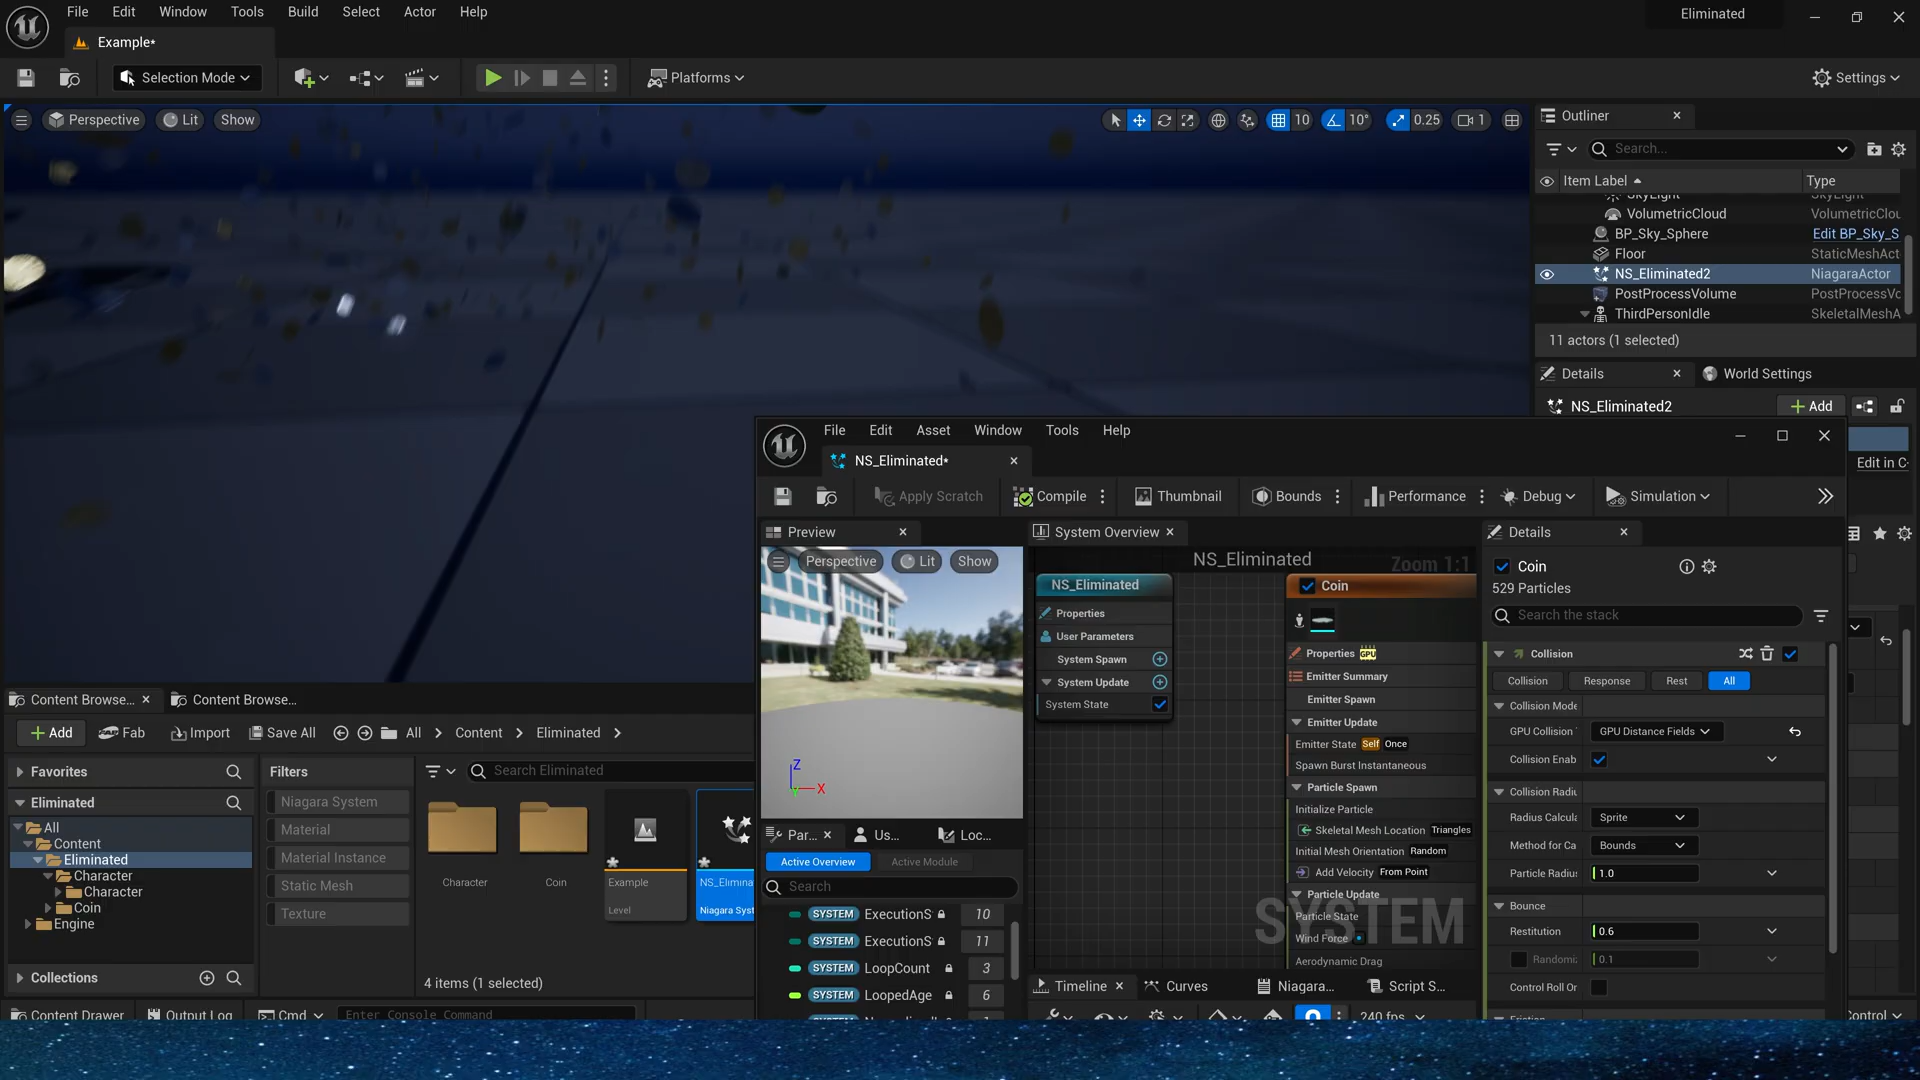 File Edit Window Tools Build Select Actor Help
Eliminated
Example*
Selection Mode
Platforms
Settings
Perspective Lit Show
10 10° 0.25 1
Outliner
Search...
Item Label Type
SkyLight
VolumetricCloud VolumetricClou
BP_Sky_Sphere Edit BP_Sky_S
Floor StaticMeshAct
NS_Eliminated2 NiagaraActor
PostProcessVolume PostProcessVo
ThirdPersonIdle SkeletalMeshA
11 actors (1 selected)
Details World Settings
NS_Eliminated2 Add
Edit in C
File Edit Asset Window Tools Help
NS_Eliminated*
Apply Scratch Compile Thumbnail Bounds Performance Debug Simulation
Preview
Perspective Lit Show
Z
X
Y
Par... Us... Loc...
Active Overview Active Module
Search
SYSTEM ExecutionS 10
SYSTEM ExecutionS 11
SYSTEM LoopCount 3
SYSTEM LoopedAge 6
System Overview
NS_Eliminated
Zoom 1:1
NS_Eliminated
Properties
User Parameters
System Spawn
System Update
System State
Coin
Properties GPU
Emitter Summary
Emitter Spawn
Emitter Update
Emitter State Self Once
Spawn Burst Instantaneous
Particle Spawn
Initialize Particle
Skeletal Mesh Location Triangles
Initial Mesh Orientation Random
Add Velocity From Point
Particle Update
Particle State
Wind Force
Aerodynamic Drag
SYSTEM
Timeline Curves Niagara... Script S...
240 fps
Details
Coin
529 Particles
Search the stack
Collision
Collision Response Rest All
Collision Mode
GPU Collision GPU Distance Fields
Collision Enab
Collision Radiu
Radius Calcula Sprite
Method for Ca Bounds
Particle Radius 1.0
Bounce
Restitution 0.6
Randomiz 0.1
Control Roll Or
Friction
Content Browse... Content Browse...
Add Fab Import Save All All Content Eliminated
Favorites
Eliminated
All
Content
Eliminated
Character
Character
Coin
Engine
Collections
Filters
Niagara System
Material
Material Instance
Static Mesh
Texture
Search Eliminated
Character
Coin
Example
Level
NS_Elimina
Niagara Syst
4 items (1 selected)
Content Drawer Output Log Cmd Enter Console Command
ontrol